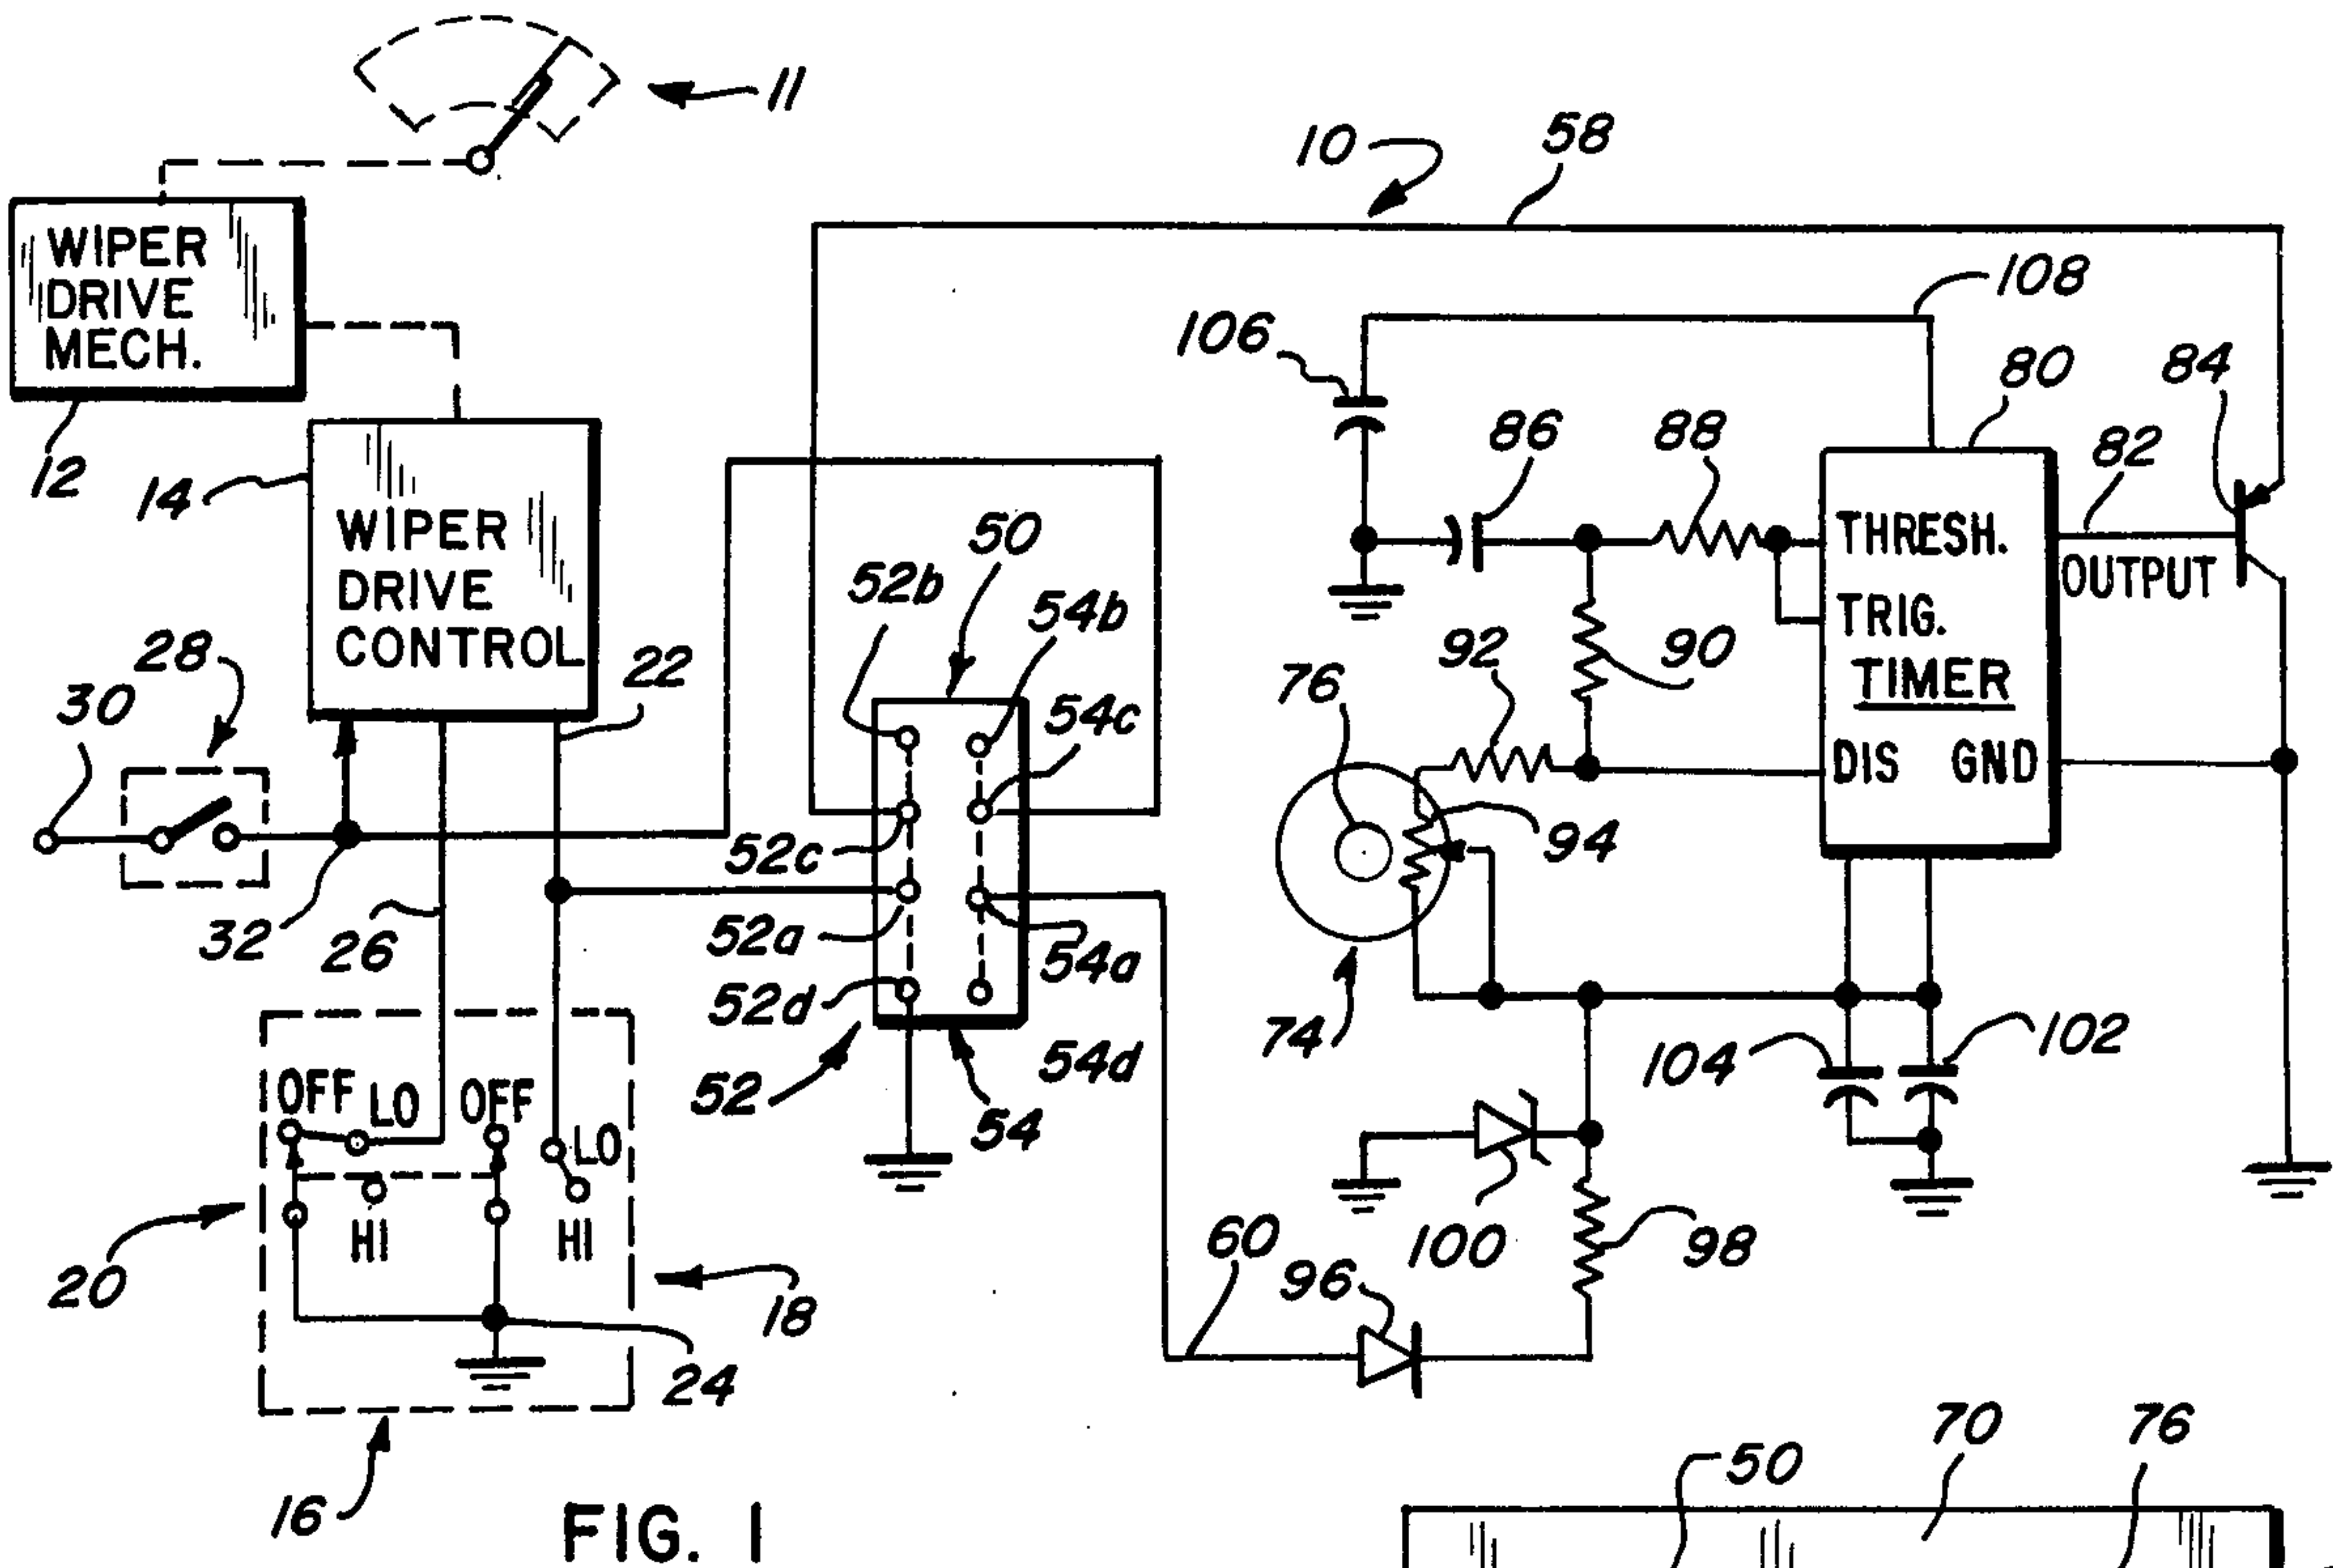 11
10
58
WIPER
DRIVE
MECH.
12
108
106
80
84
86
88
82
14
WIPER
DRIVE
CONTROL
50
52b
54b
THRESH.
OUTPUT
TRIG.
TIMER
DIS GND
28
22
30
92
90
76
54c
94
52c
32
26
52a
54a
52d
74
54d
104
102
52
54
OFF LO OFF
LO
HI HI
20
18
24
60
96
100
98
16
FIG. 1
50
70
76